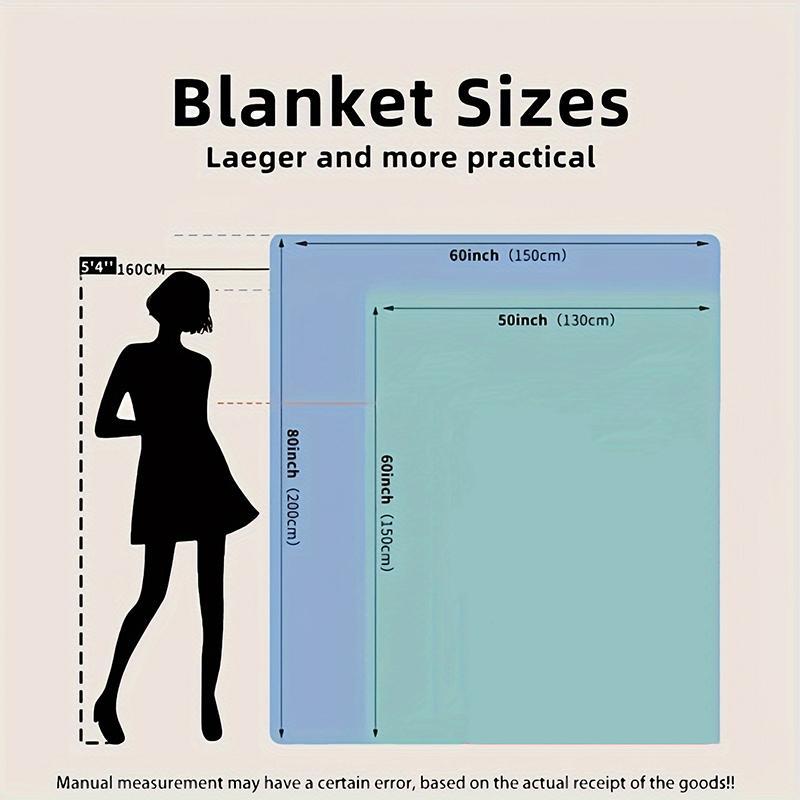 Blanket Sizes
Laeger and more practical
60inch（150cm）
5'4''160CM
50inch（130cm）
80inch（200cm）
60inch（150cm）
Manual measurement may have a certain error, based on the actual receipt of the goods!!